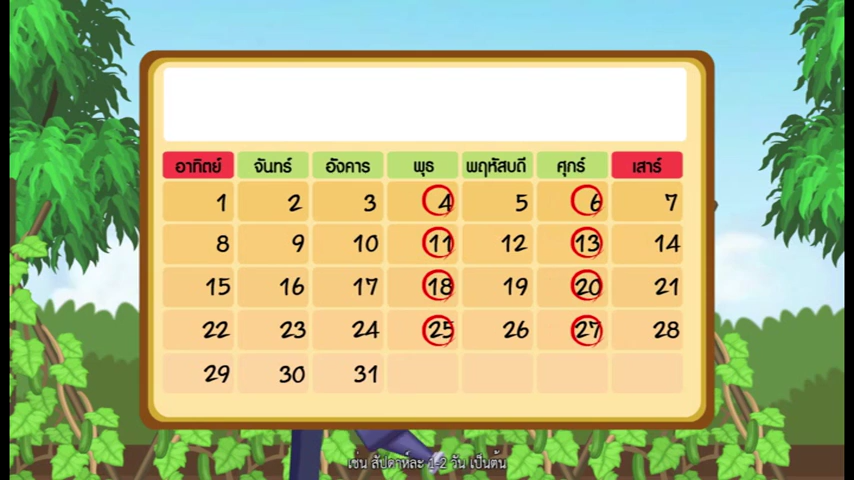 อาทิตย์ จันทร์ อังคาร พุธ พฤหัสบดี ศุกร์ เสาร์
1 2 3 4 5 6 7
8 9 10 11 12 13 14
15 16 17 18 19 20 21
22 23 24 25 26 27 28
29 30 31
เช่น สัปดาห์ละ 1-2 วัน เป็นต้น